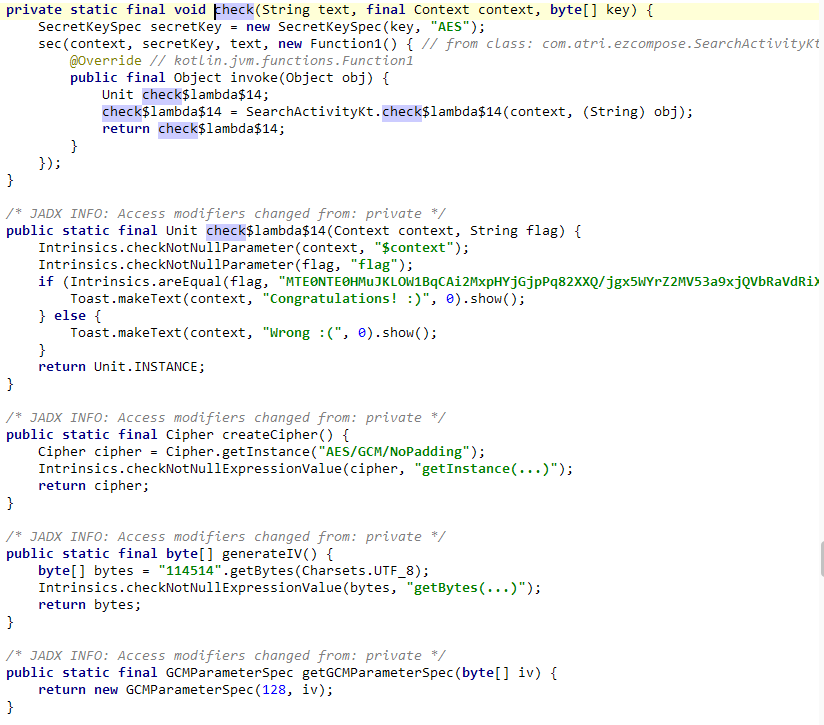 private static final void check(String text, final Context context, byte[] key) {
    SecretKeySpec secretKey = new SecretKeySpec(key, "AES");
    sec(context, secretKey, text, new Function1() { // from class: com.atri.ezcompose.SearchActivityKt
        @Override // kotlin.jvm.functions.Function1
        public final Object invoke(Object obj) {
            Unit check$lambda$14;
            check$lambda$14 = SearchActivityKt.check$lambda$14(context, (String) obj);
            return check$lambda$14;
        }
    });
}
/* JADX INFO: Access modifiers changed from: private */
public static final Unit check$lambda$14(Context context, String flag) {
    Intrinsics.checkNotNullParameter(context, "$context");
    Intrinsics.checkNotNullParameter(flag, "flag");
    if (Intrinsics.areEqual(flag, "MTE0NTE0HMuJKLOW1BqCAi2MxpHYjGjpPq82XXQ/jgx5WYrZ2MV53a9xjQVbRaVdRiX
        Toast.makeText(context, "Congratulations! :)", 0).show();
    } else {
        Toast.makeText(context, "Wrong :(", 0).show();
    }
    return Unit.INSTANCE;
}
/* JADX INFO: Access modifiers changed from: private */
public static final Cipher createCipher() {
    Cipher cipher = Cipher.getInstance("AES/GCM/NoPadding");
    Intrinsics.checkNotNullExpressionValue(cipher, "getInstance(...)");
    return cipher;
}
/* JADX INFO: Access modifiers changed from: private */
public static final byte[] generateIV() {
    byte[] bytes = "114514".getBytes(Charsets.UTF_8);
    Intrinsics.checkNotNullExpressionValue(bytes, "getBytes(...)");
    return bytes;
}
/* JADX INFO: Access modifiers changed from: private */
public static final GCMParameterSpec getGCMParameterSpec(byte[] iv) {
    return new GCMParameterSpec(128, iv);
}